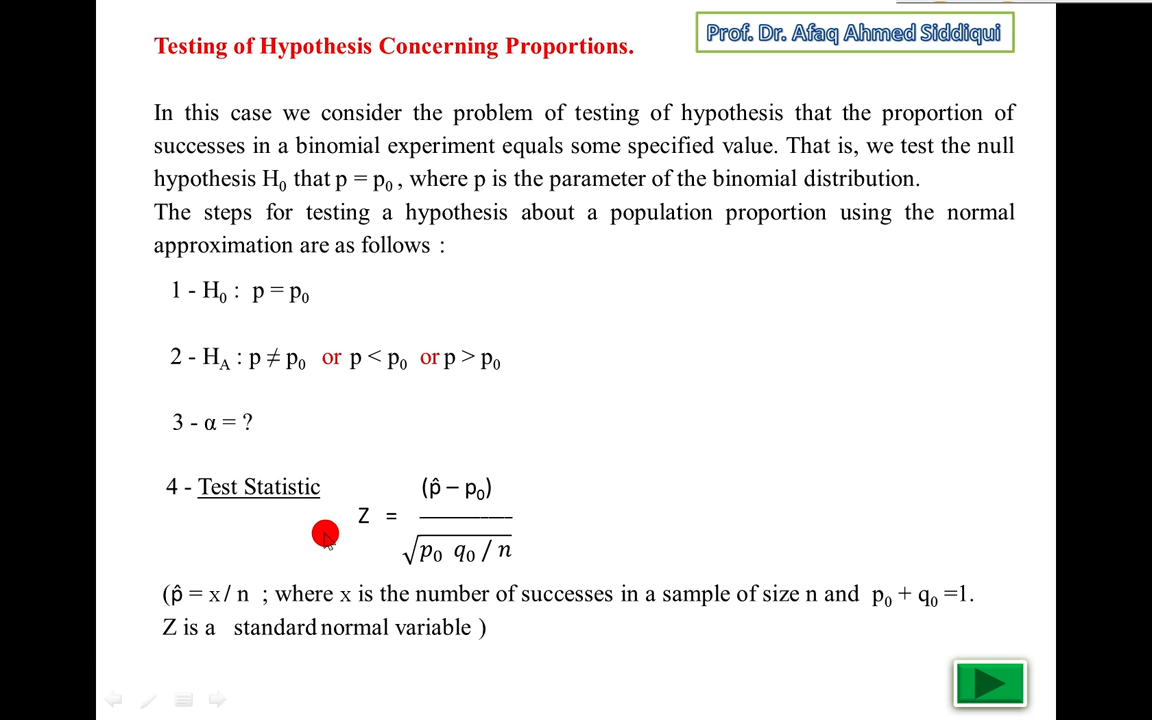 Testing of Hypothesis Concerning Proportions.
Prof. Dr. Afaq Ahmed Siddiqui
In this case we consider the problem of testing of hypothesis that the proportion of
successes in a binomial experiment equals some specified value. That is, we test the null
hypothesis H₀ that p = p₀ , where p is the parameter of the binomial distribution.
The steps for testing a hypothesis about a population proportion using the normal
approximation are as follows :
1 - H₀ : p = p₀
2 - H_A : p ≠ p₀ or p < p₀ or p > p₀
3 - α = ?
4 - Test Statistic
(p̂ – p₀)
Z = ________
√p₀ q₀ / n
(p̂ = x / n ; where x is the number of successes in a sample of size n and p₀ + q₀ =1.
Z is a standard normal variable )